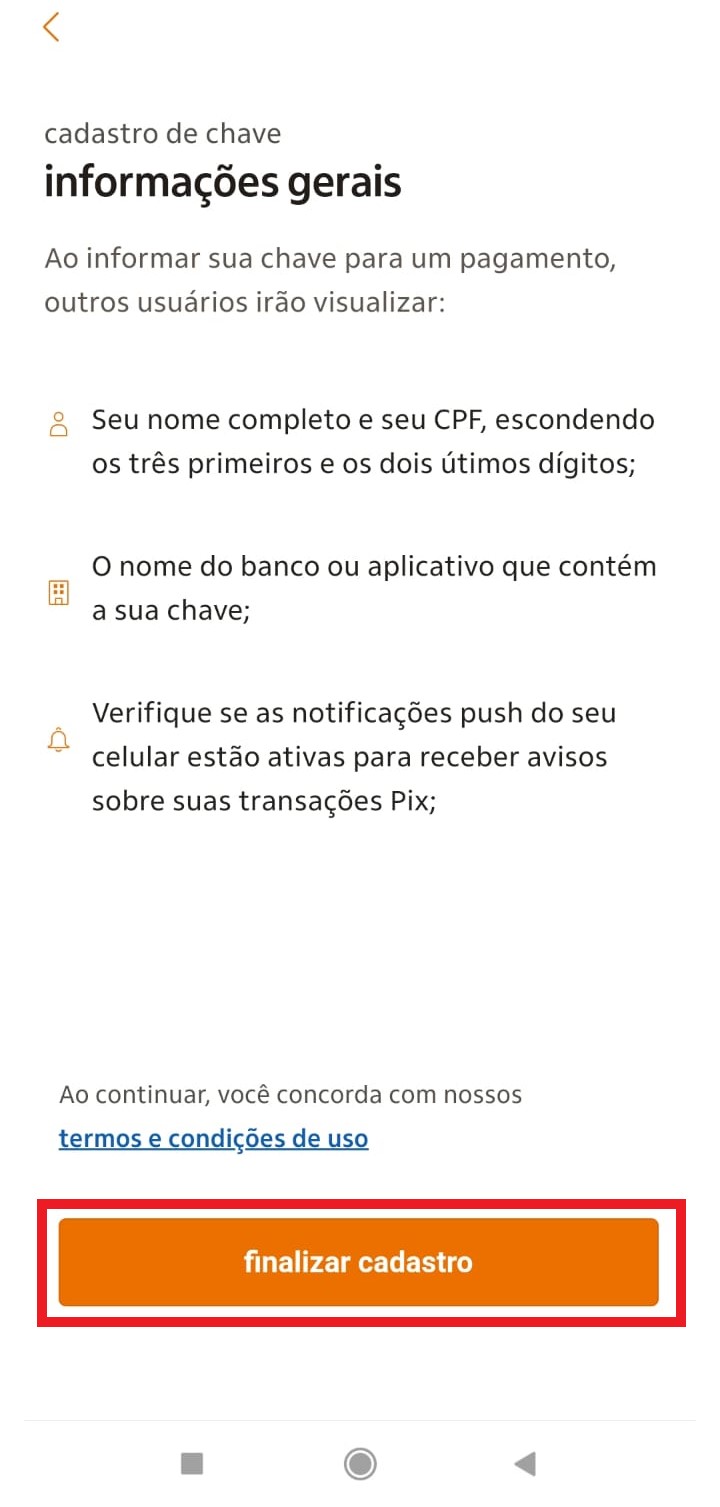 cadastro de chave
informações gerais
Ao informar sua chave para um pagamento,
outros usuários irão visualizar:
Seu nome completo e seu CPF, escondendo
os três primeiros e os dois útimos dígitos;
O nome do banco ou aplicativo que contém
a sua chave;
Verifique se as notificações push do seu
celular estão ativas para receber avisos
sobre suas transações Pix;
Ao continuar, você concorda com nossos
termos e condições de uso
finalizar cadastro